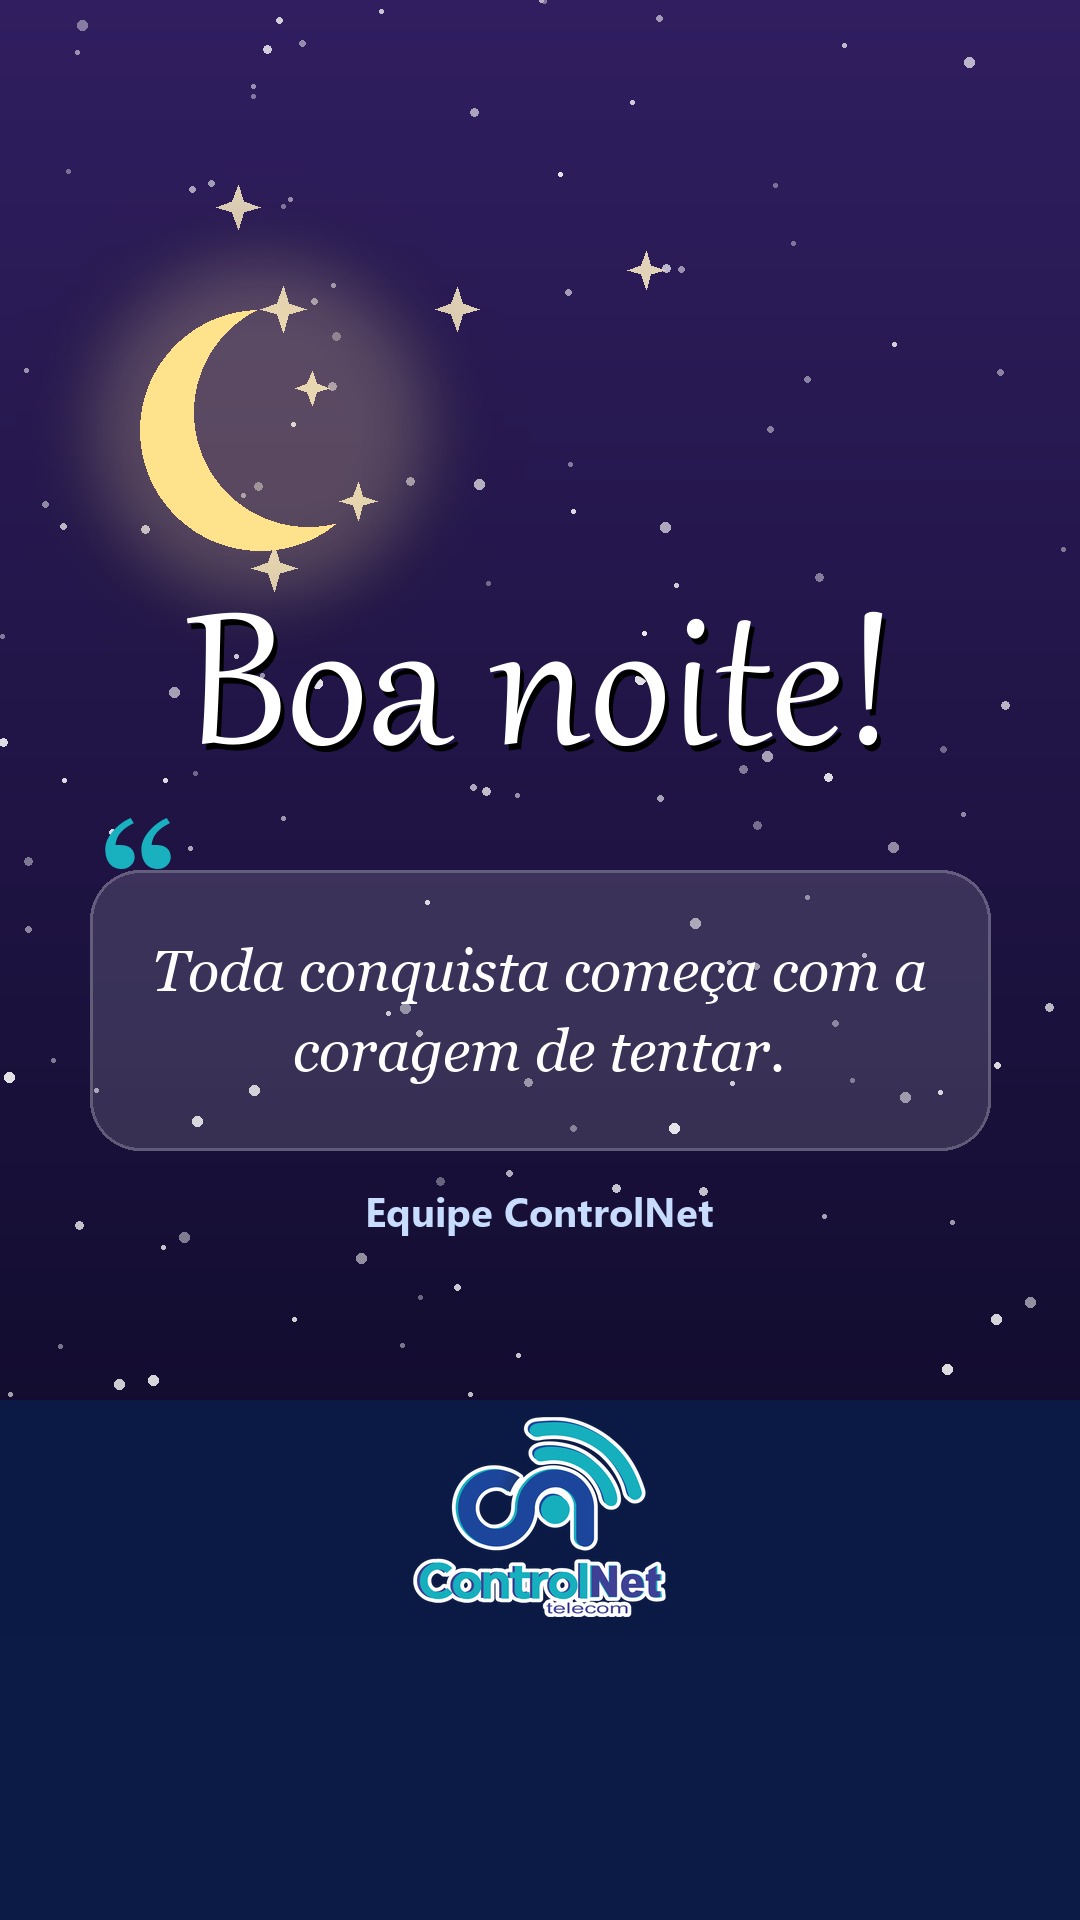 Boa noite!
“
Toda conquista começa com a
coragem de tentar.
Equipe ControlNet
ControlNet
telecom